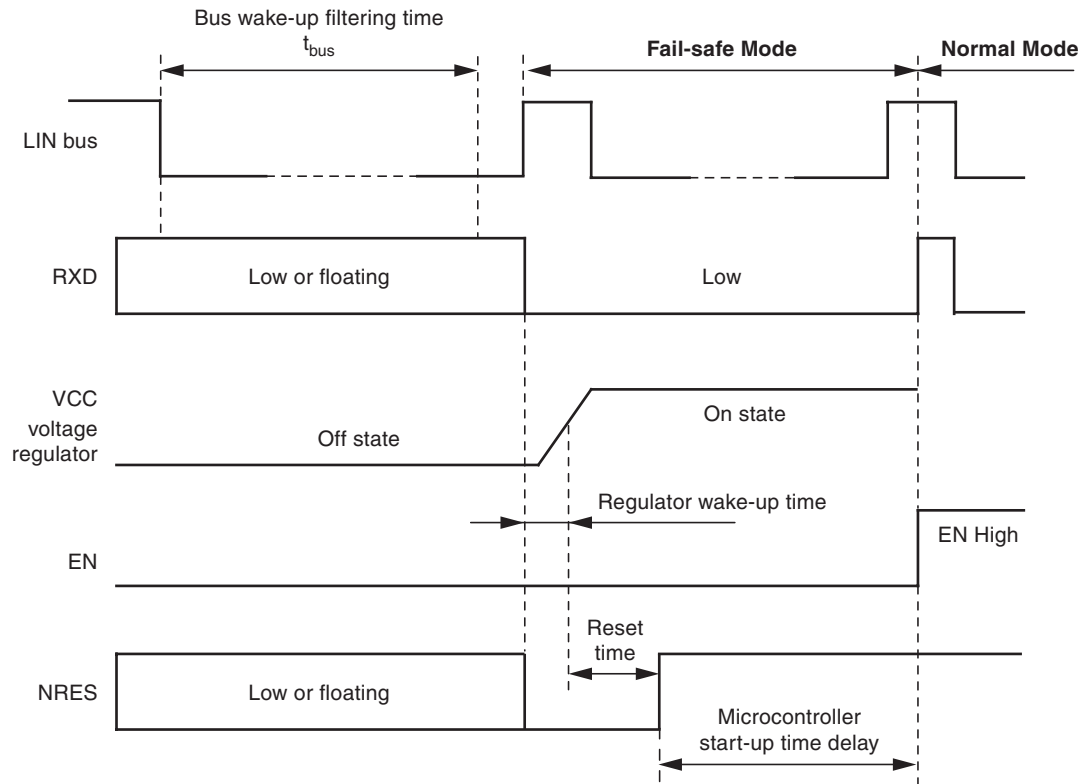 Bus wake-up filtering time
tbus
Fail-safe Mode
Normal Mode
LIN bus
RXD
Low or floating
Low
VCC
voltage
regulator
Off state
On state
Regulator wake-up time
EN
EN High
Reset
time
NRES
Low or floating
Microcontroller
start-up time delay